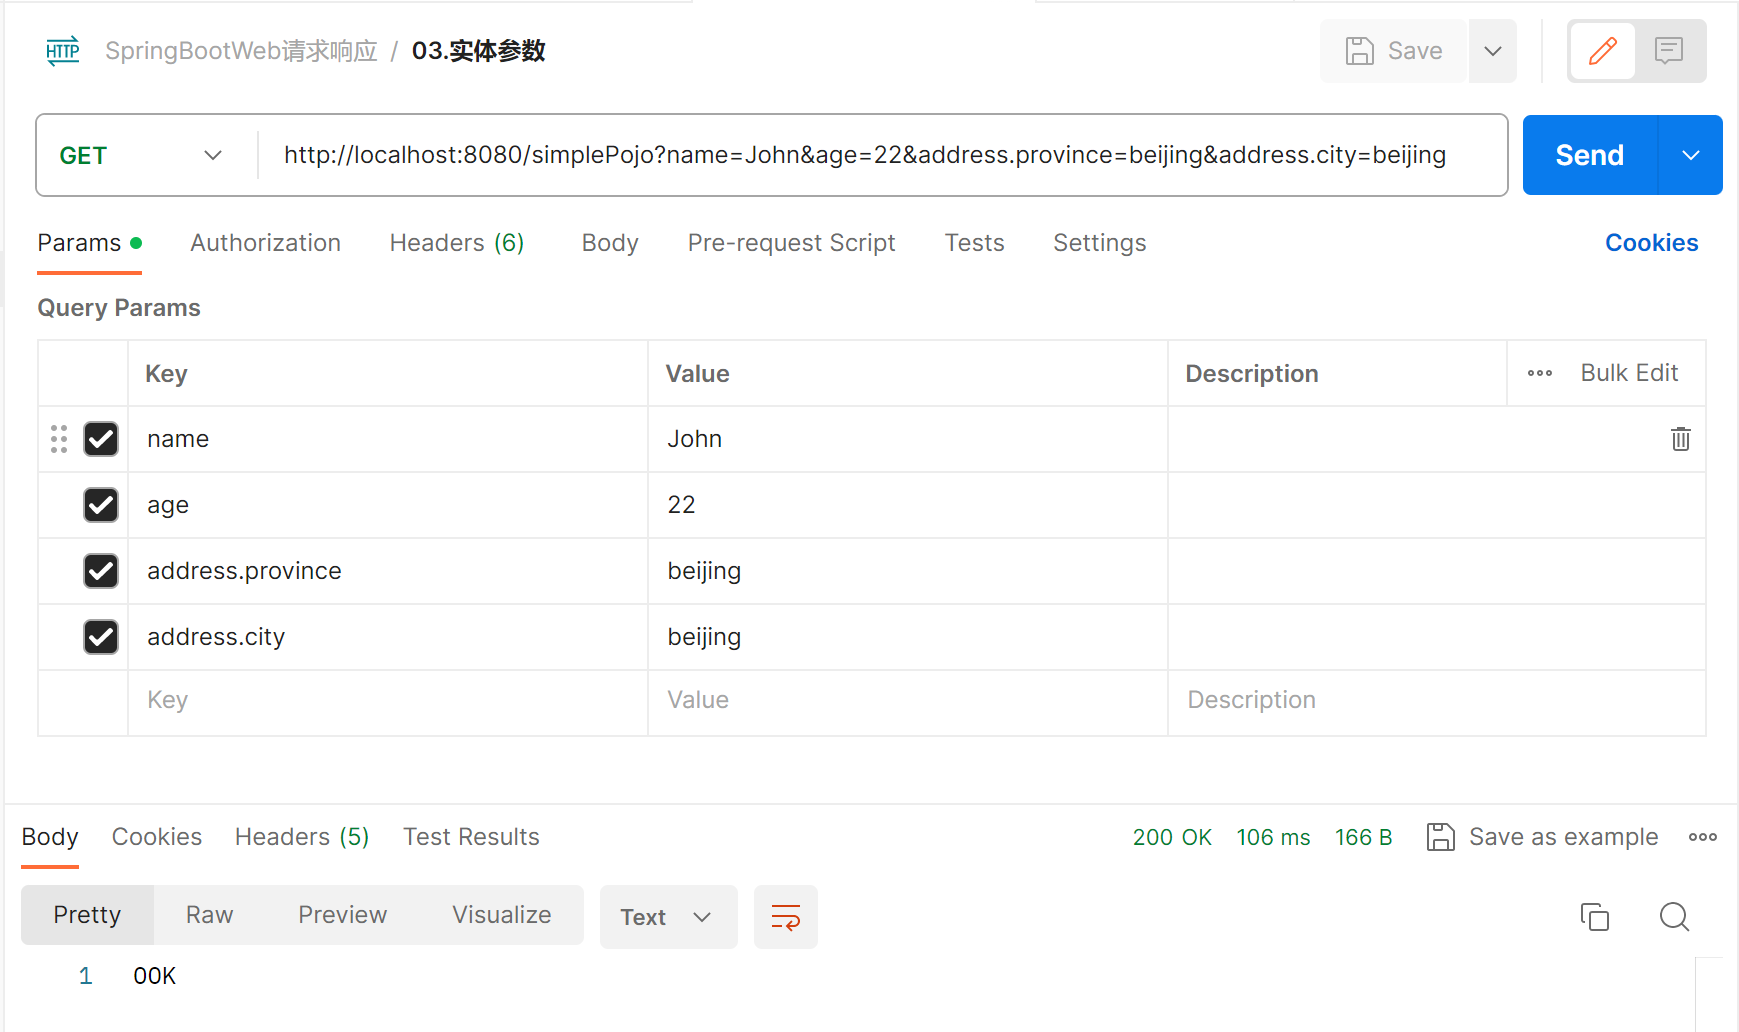 HTTP SpringBootWeb请求响应 / 03.实体参数 Save
GET http://localhost:8080/simplePojo?name=John&age=22&address.province=beijing&address.city=beijing Send
Params Authorization Headers (6) Body Pre-request Script Tests Settings Cookies
Query Params
Key Value Description Bulk Edit
name John
age 22
address.province beijing
address.city beijing
Key Value Description
Body Cookies Headers (5) Test Results 200 OK 106 ms 166 B Save as example
Pretty Raw Preview Visualize Text
1 OOK